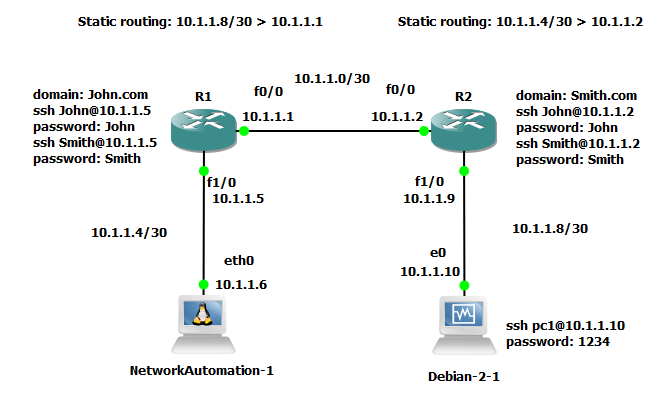 Static routing: 10.1.1.8/30 > 10.1.1.1
Static routing: 10.1.1.4/30 > 10.1.1.2
domain: John.com
ssh John@10.1.1.5
password: John
ssh Smith@10.1.1.5
password: Smith
R1
f0/0
10.1.1.1
10.1.1.0/30
f0/0
10.1.1.2
R2
domain: Smith.com
ssh John@10.1.1.2
password: John
ssh Smith@10.1.1.2
password: Smith
f1/0
10.1.1.5
f1/0
10.1.1.9
10.1.1.4/30
10.1.1.8/30
eth0
10.1.1.6
e0
10.1.1.10
ssh pc1@10.1.1.10
password: 1234
NetworkAutomation-1
Debian-2-1